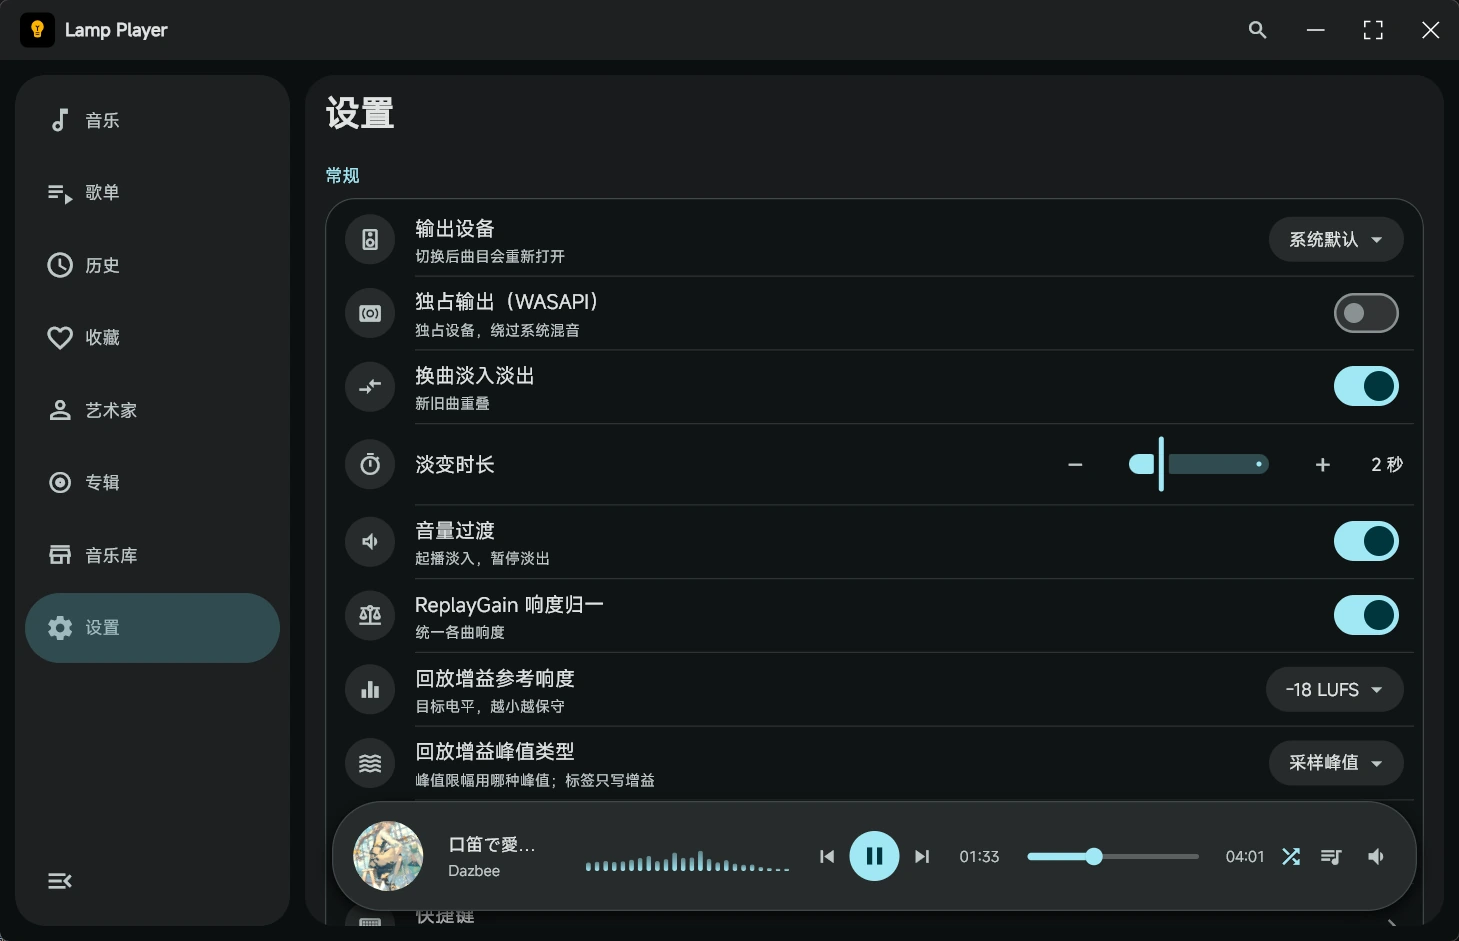 Lamp Player
音乐
歌单
历史
收藏
艺术家
专辑
音乐库
设置
设置
常规
输出设备
切换后曲目会重新打开
系统默认
独占输出（WASAPI）
独占设备，绕过系统混音
换曲淡入淡出
新旧曲重叠
淡变时长
2 秒
音量过渡
起播淡入，暂停淡出
ReplayGain 响度归一
统一各曲响度
回放增益参考响度
目标电平，越小越保守
-18 LUFS
回放增益峰值类型
峰值限幅用哪种峰值；标签只写增益
采样峰值
口笛で愛...
Dazbee
01:33
04:01
快捷键